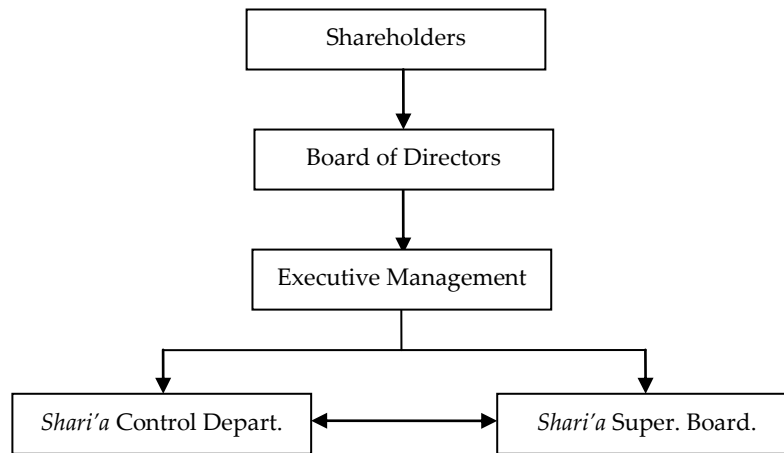 Shareholders
Board of Directors
Executive Management
Shari’a Control Depart.
Shari’a Super. Board.